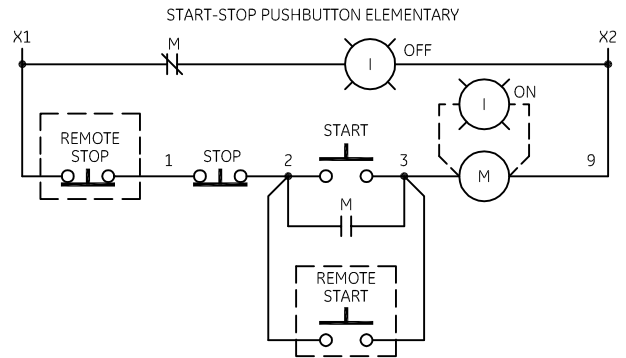 START-STOP PUSHBUTTON ELEMENTARY
X1
X2
M
I
OFF
I
ON
REMOTE
STOP
1
STOP
2
START
3
M
9
M
REMOTE
START